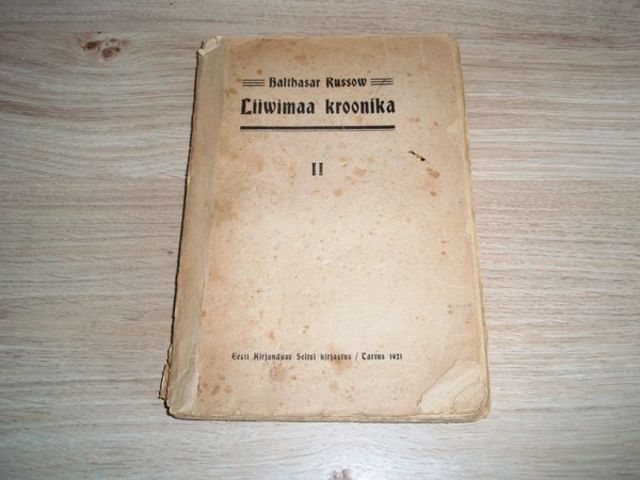 Balthasar Russow
Liiwimaa kroonika
II
Eesti Kirjanduse Seltsi kirjastus / Tartus 1921